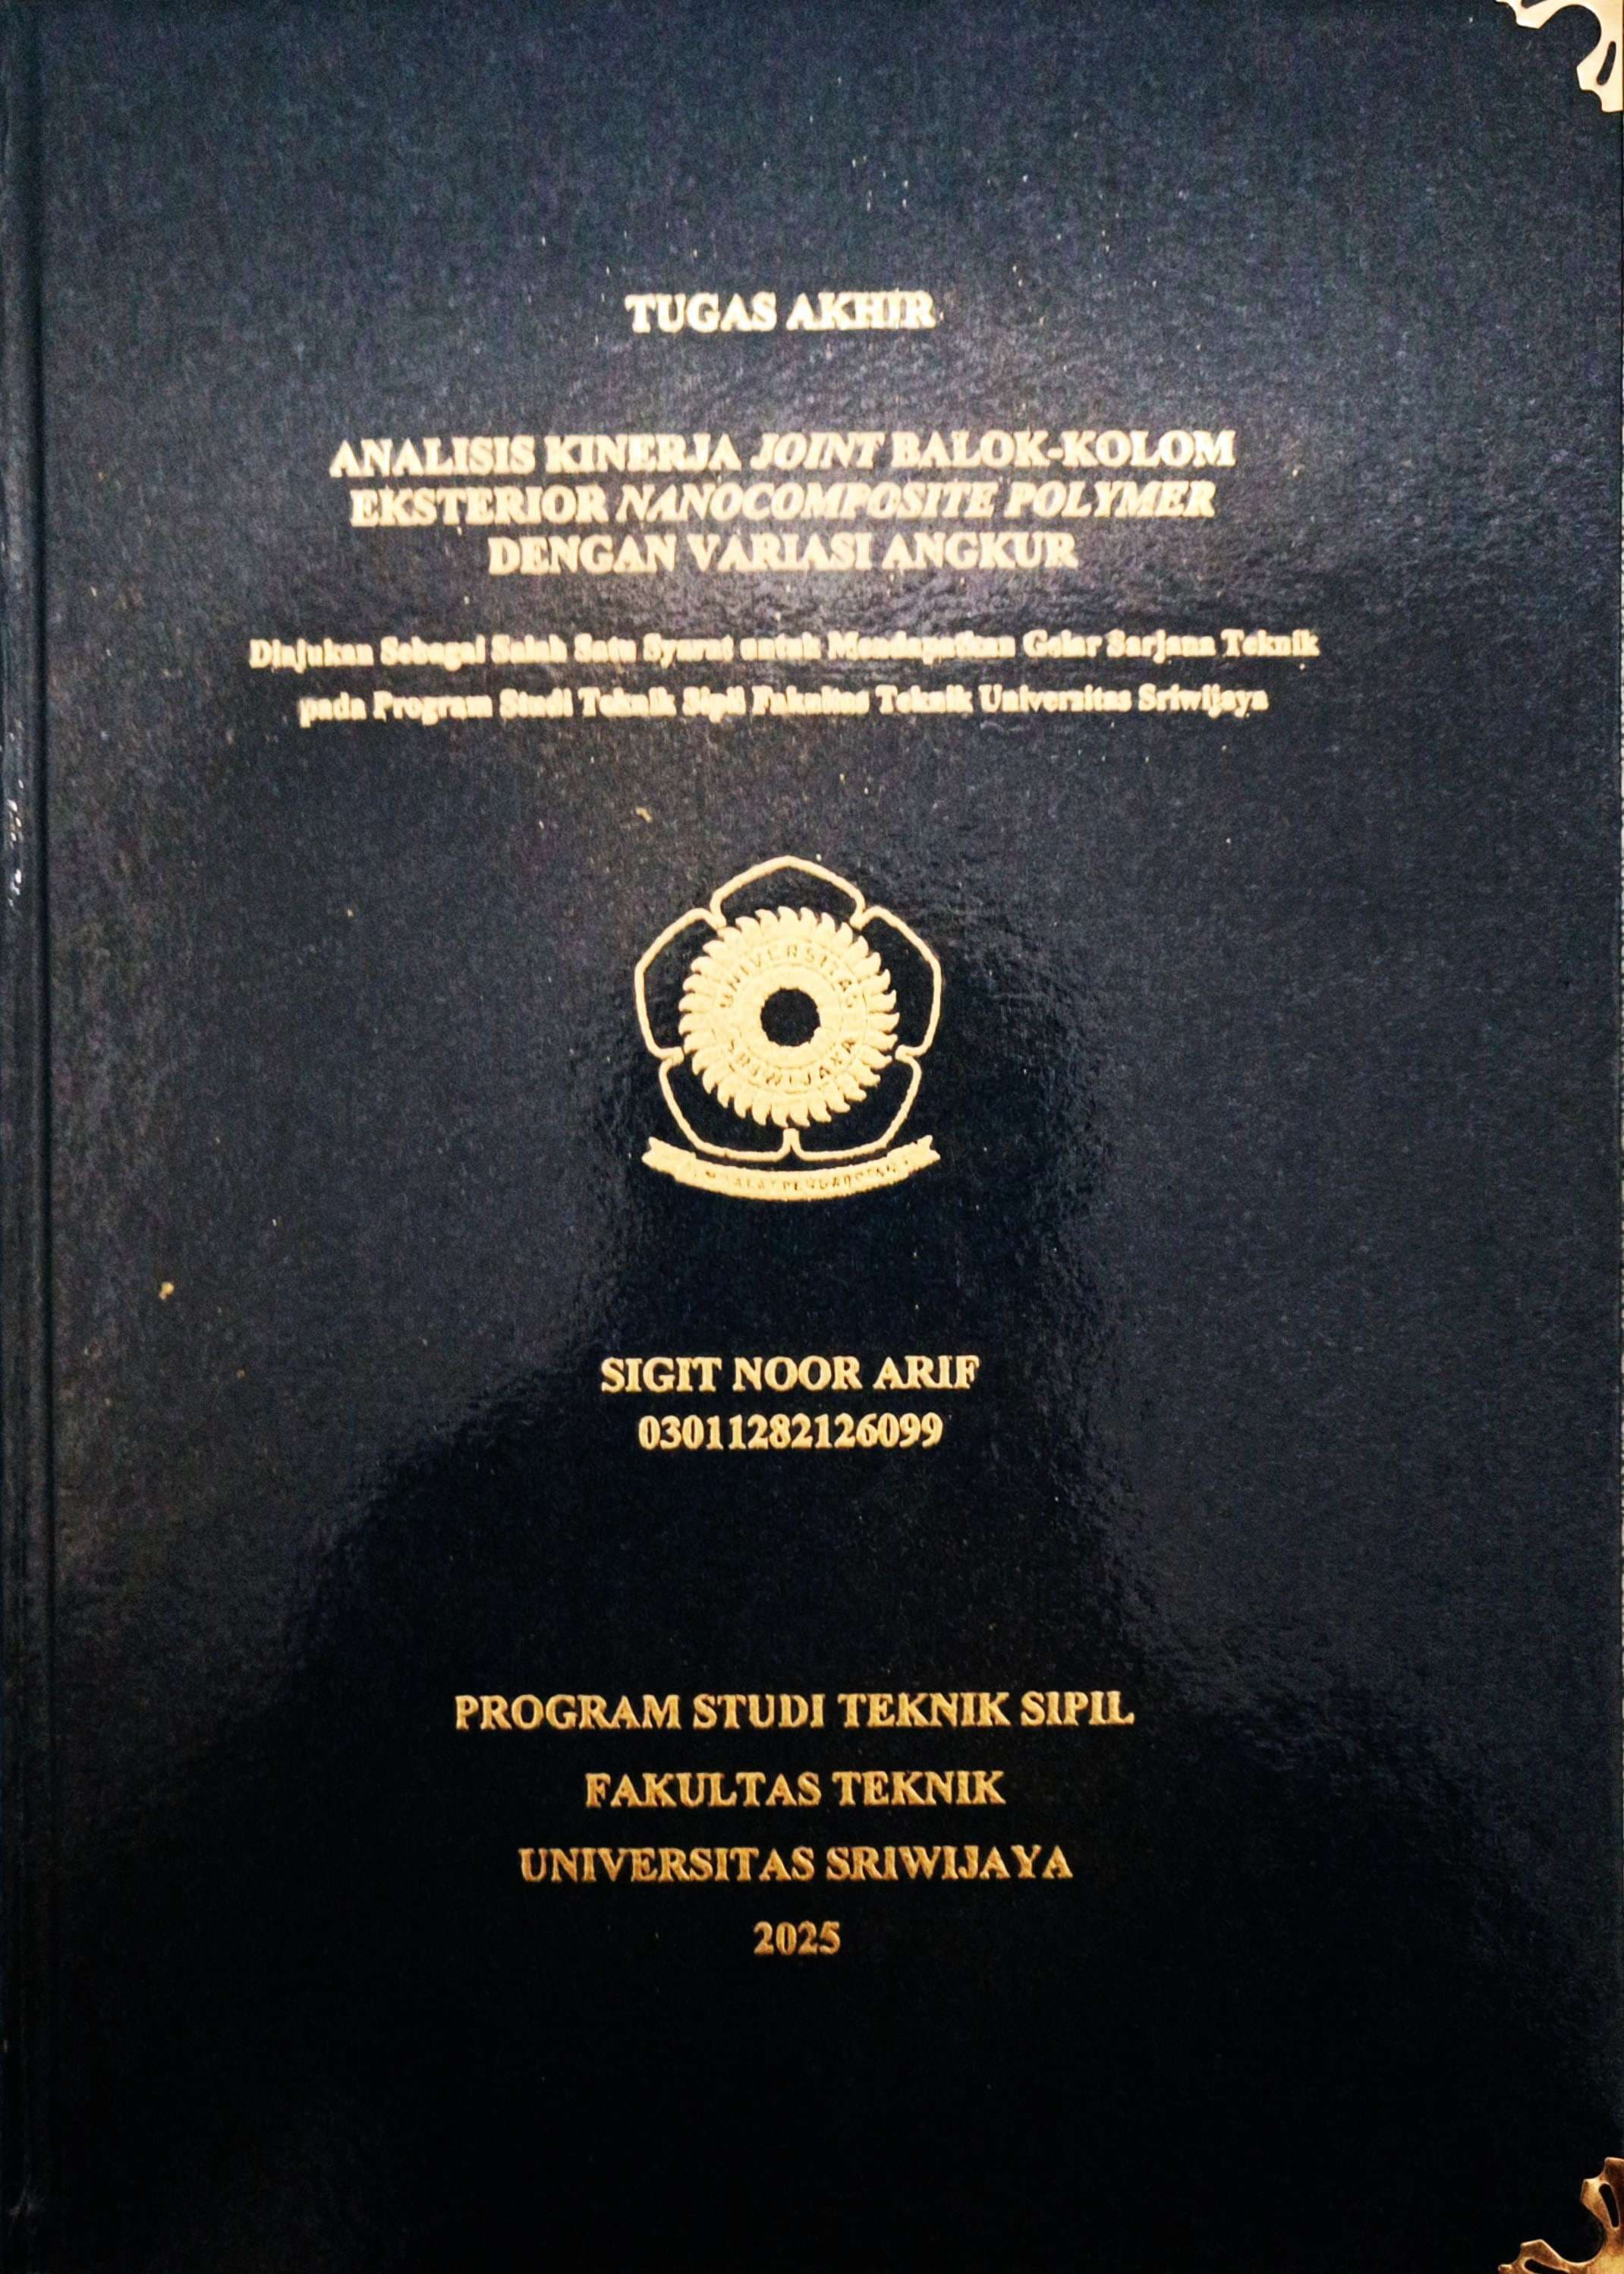 TUGAS AKHIR
ANALISIS KINERJA JOINT BALOK-KOLOM
EKSTERIOR NANOCOMPOSITE POLYMER
DENGAN VARIASI ANGKUR
Diajukan Sebagai Salah Satu Syarat untuk Mendapatkan Gelar Sarjana Teknik
pada Program Studi Teknik Sipil Fakultas Teknik Universitas Sriwijaya
UNIVERSITAS
SRIWIJAYA
SIGIT NOOR ARIF
03011282126099
PROGRAM STUDI TEKNIK SIPIL
FAKULTAS TEKNIK
UNIVERSITAS SRIWIJAYA
2025